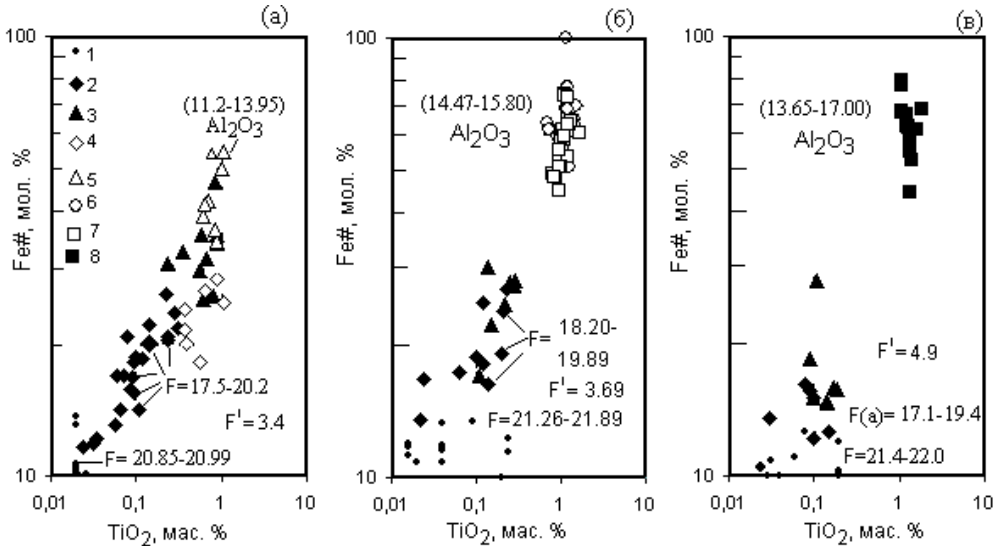 (а)
100
1
2
3
4
5
6
7
8
(11.2-13.95)
Al2O3
F=17.5-20.2
F' = 3.4
F= 20.85-20.99
10
0,01 0,1 1 10
TiO2, мас. %
Fe#, мол. %
(б)
100
(14.47-15.80)
Al2O3
F= 18.20-
19.89
F' = 3.69
F=21.26-21.89
10
0,01 0,1 1 10
TiO2, мас. %
Fe#, мол. %
(в)
100
(13.65-17.00)
Al2O3
F' = 4.9
F(a)= 17.1-19.4
F=21.4-22.0
10
0,01 0,1 1 10
TiO2, мас. %
Fe#, мол. %